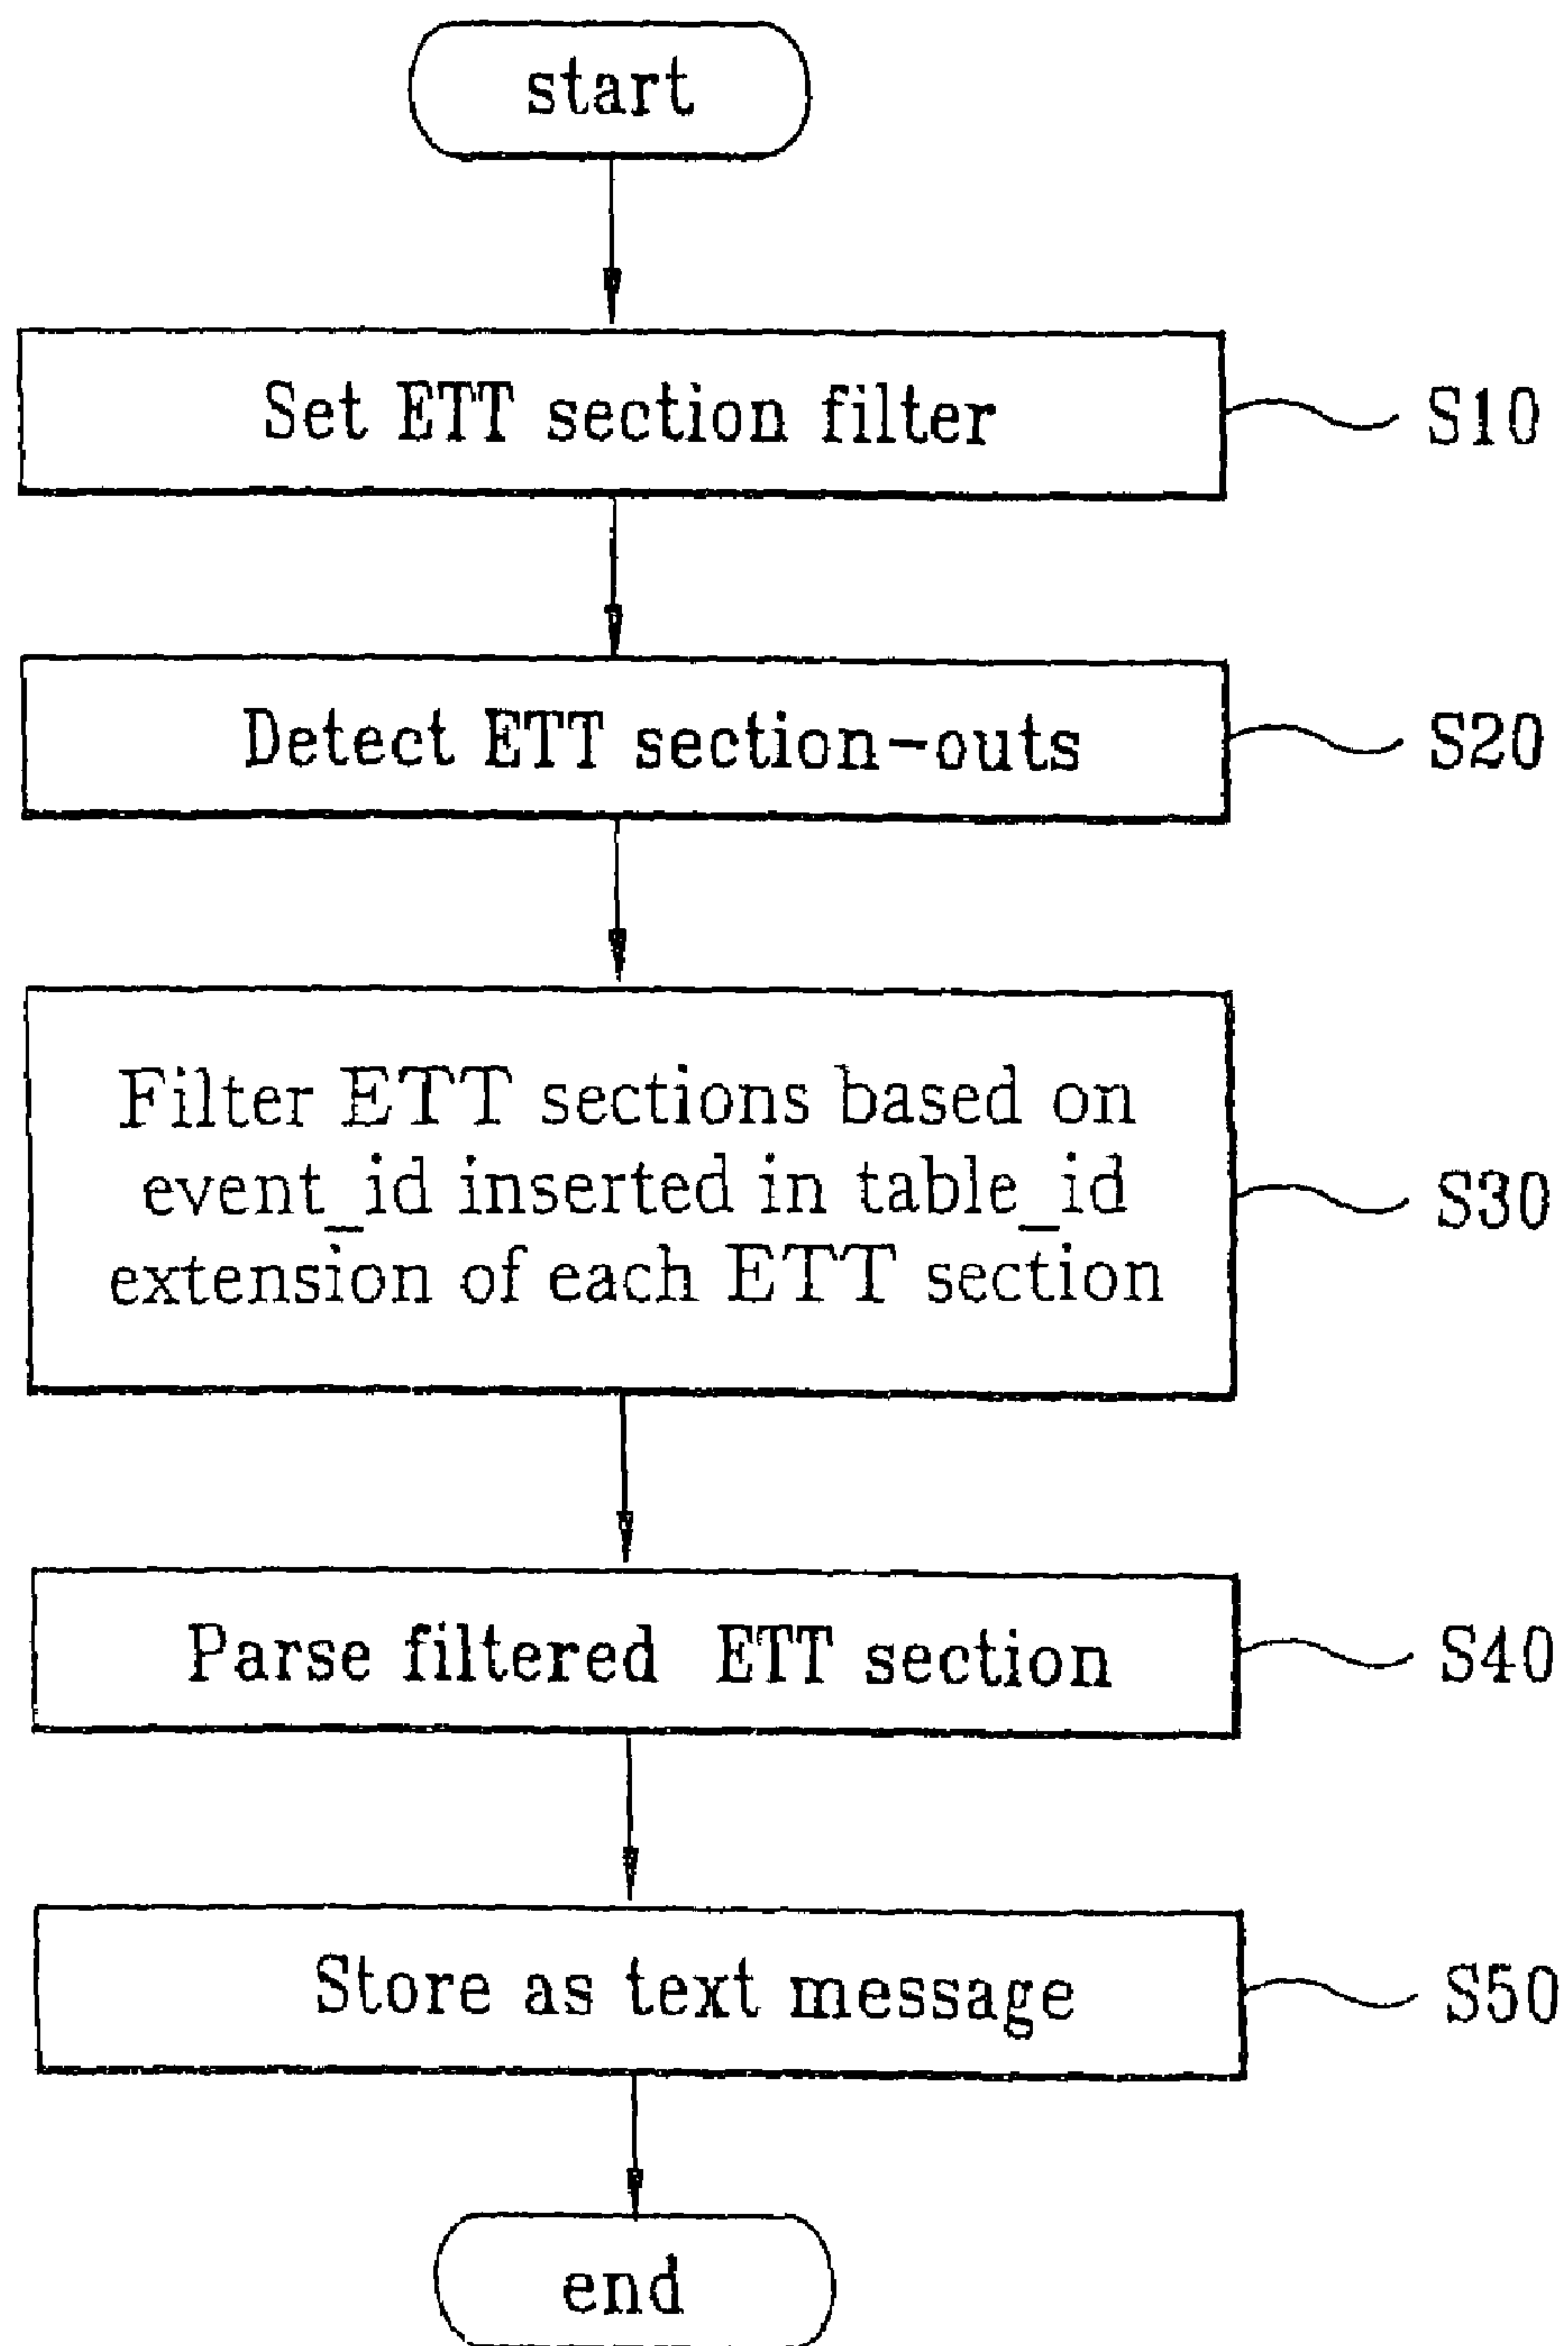 start
Set ETT section filter
S10
Detect ETT section-outs
S20
Filter ETT sections based on
event_id inserted in table_id
extension of each ETT section
S30
Parse filtered ETT section
S40
Store as text message
S50
end